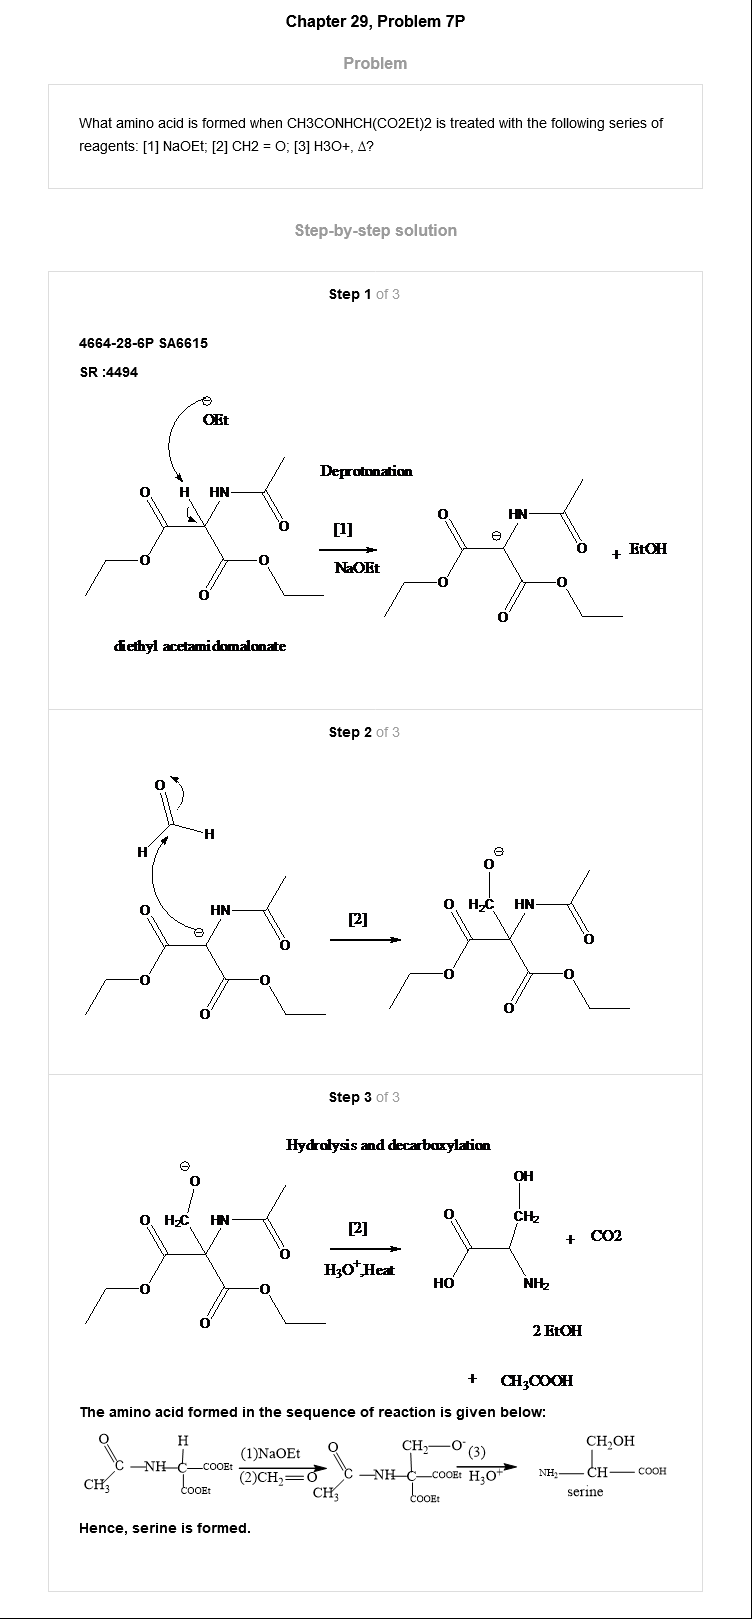 Chapter 29, Problem 7P
Problem
What amino acid is formed when CH3CONHCH(CO2Et)2 is treated with the following series of
reagents: [1] NaOEt; [2] CH2 = O; [3] H3O+, Δ?
Step-by-step solution
Step 1 of 3
4664-28-6P SA6615
SR :4494
⊖
OEt
Deprotonation
O H HN
O
[1]
NaOEt
O O
O
O HN
⊖
O
+ EtOH
O O
O
diethyl acetamidomalonate
Step 2 of 3
O
H
H
O HN
⊖
O
O O
O
[2]
⊖
O
O H2C HN
O
O O
O
Step 3 of 3
Hydrolysis and decarboxylation
⊖
O
O H2C HN
O
O O
O
[2]
H3O+,Heat
OH
O CH2
+ CO2
HO NH2
2 EtOH
+ CH3COOH
The amino acid formed in the sequence of reaction is given below:
O H
C—NH—C—COOEt
CH3 COOEt
(1)NaOEt
(2)CH2=O
O CH2—O-
C—NH—C—COOEt
CH3 COOEt
(3)
H3O+
CH2OH
NH2—CH—COOH
serine
Hence, serine is formed.